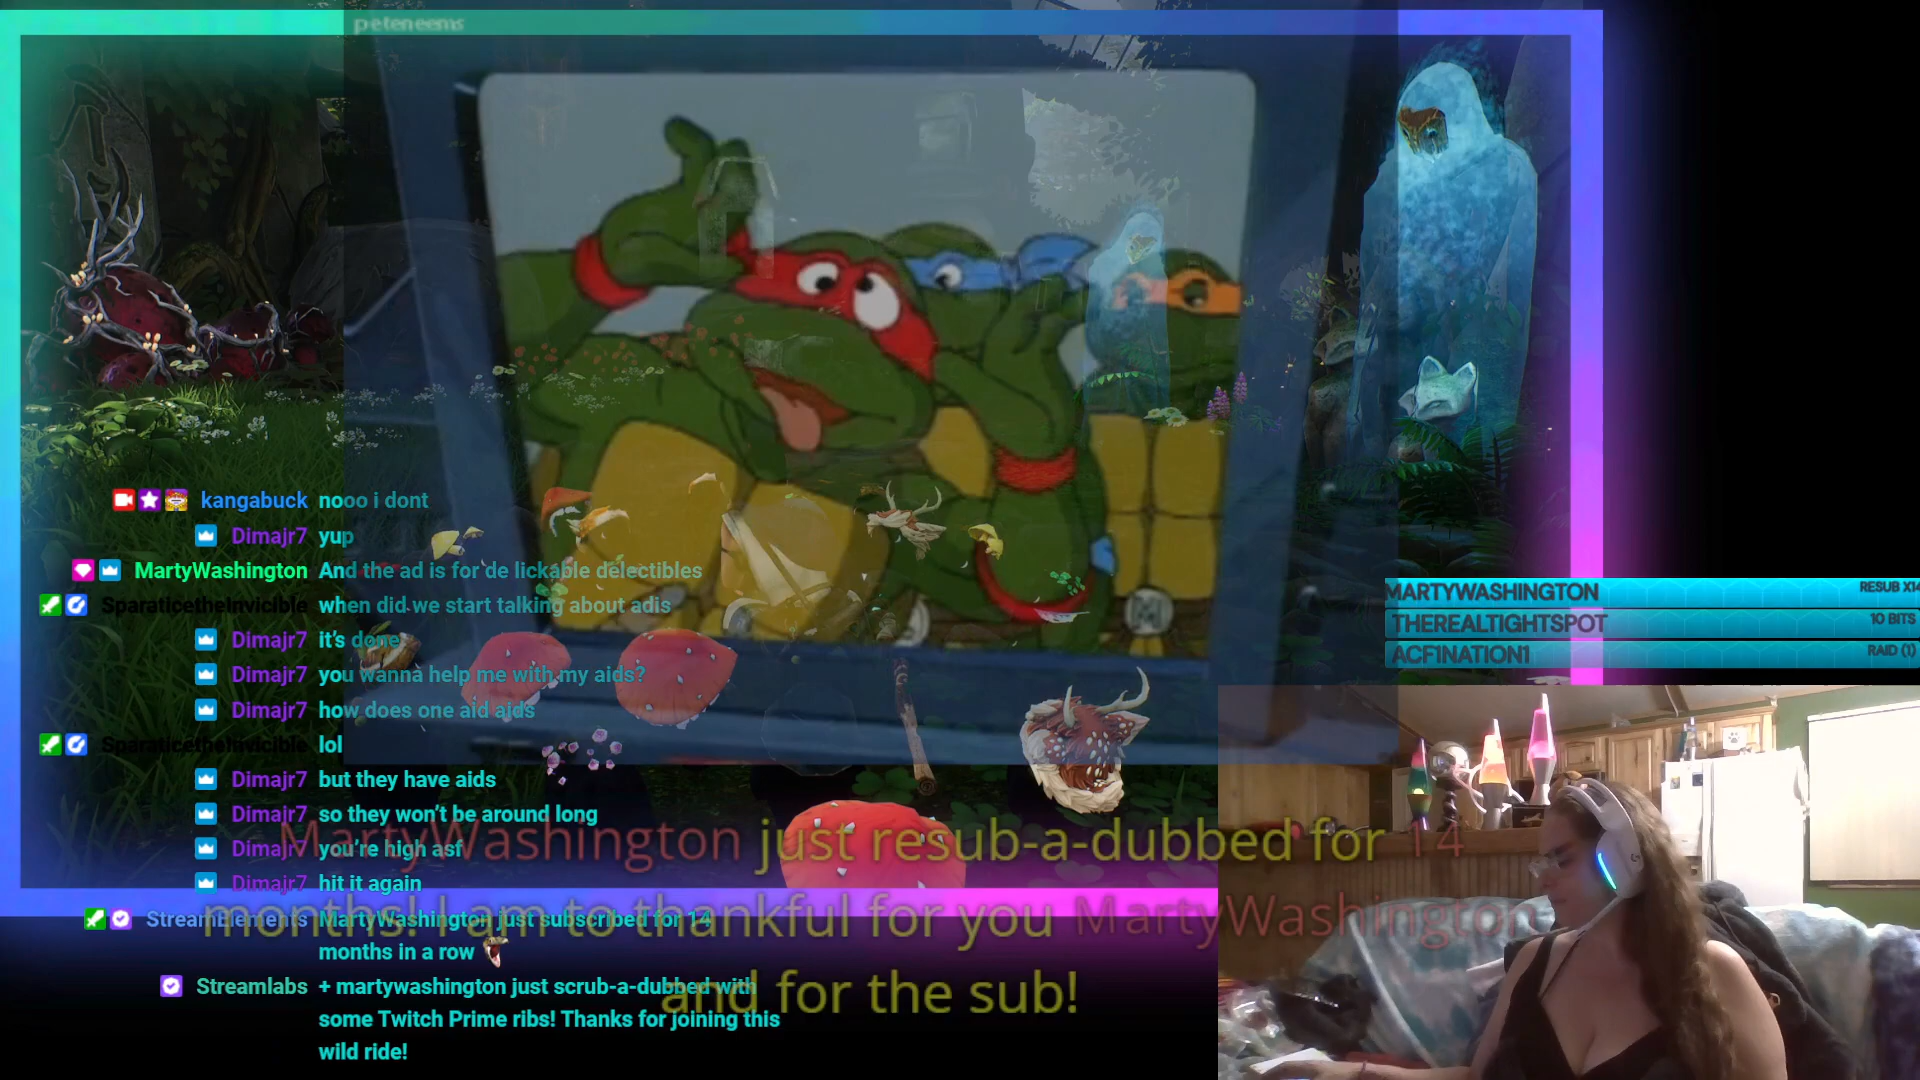 peteneems
kangabuck nooo i dont
Dimajr7 yup
MartyWashington And the ad is for de lickable delectibles
SparaticetheInvicible when did we start talking about adis
Dimajr7 it's done
Dimajr7 you wanna help me with my aids?
Dimajr7 how does one aid aids
SparaticetheInvicible lol
Dimajr7 but they have aids
Dimajr7 so they won't be around long
Dimajr7 you're high asf
Dimajr7 hit it again
StreamElements MartyWashington just subscribed for 14
months in a row
Streamlabs + martywashington just scrub-a-dubbed with
some Twitch Prime ribs! Thanks for joining this
wild ride!
MartyWashington just resub-a-dubbed for 14
months! I am to thankful for you MartyWashington
and for the sub!
MARTYWASHINGTON RESUB X14
THEREALTIGHTSPOT 10 BITS
ACF1NATION1 RAID (1)